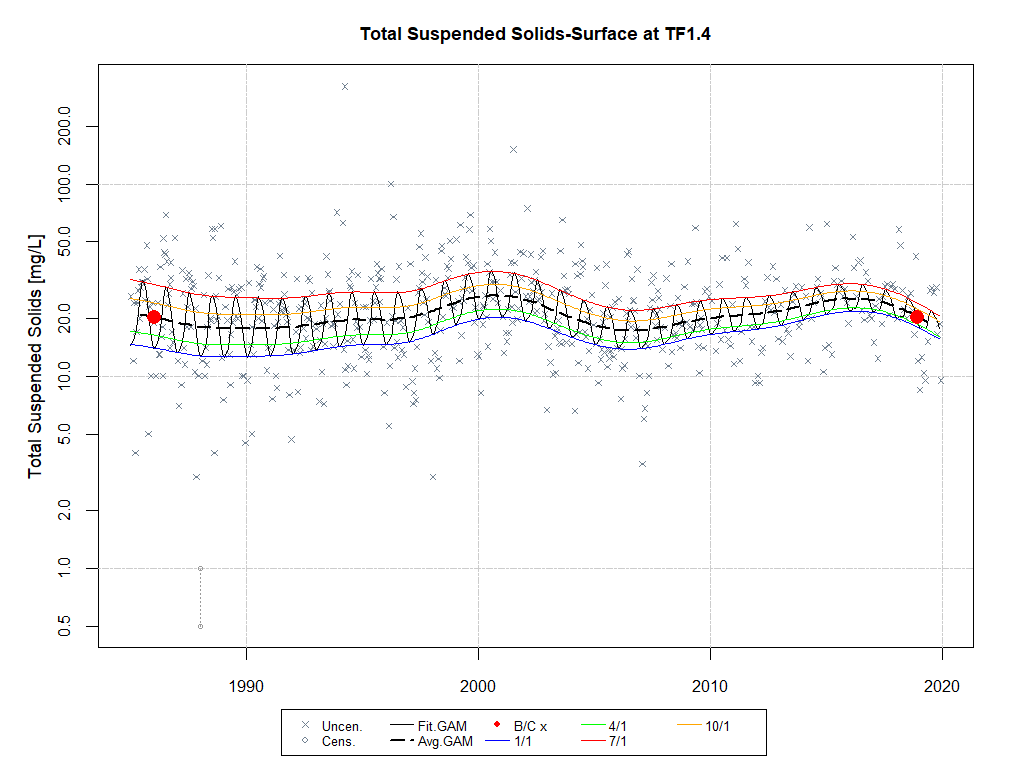 Total Suspended Solids-Surface at TF1.4
Total Suspended Solids [mg/L]
200.0
100.0
50.0
20.0
10.0
5.0
2.0
1.0
0.5
1990 2000 2010 2020
Uncen. Fit.GAM B/C x 4/1 10/1
Cens. Avg.GAM 1/1 7/1